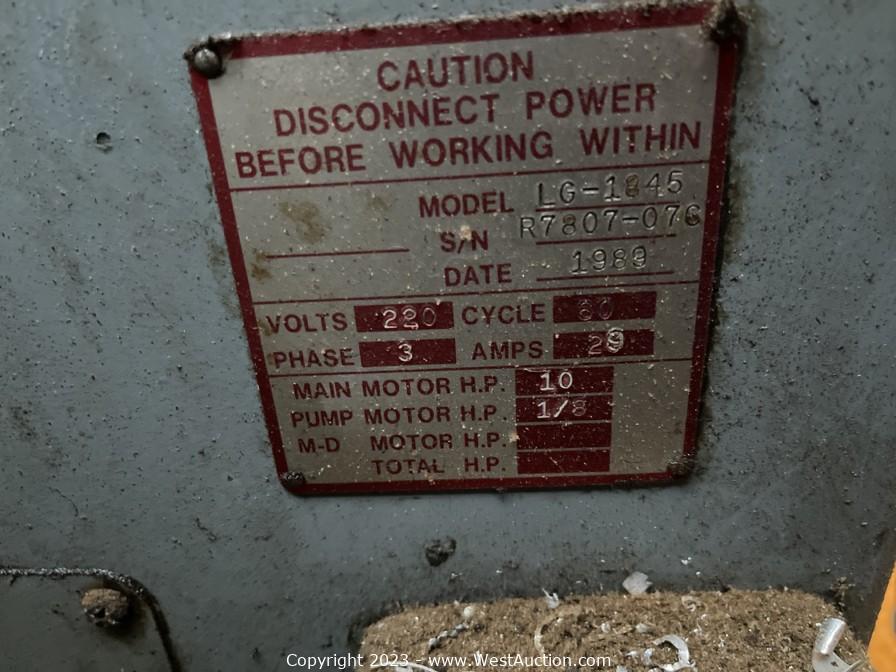 CAUTION
DISCONNECT POWER
BEFORE WORKING WITHIN
MODEL LG-1845
S/N R7807-076
DATE 1989
VOLTS 220 CYCLE 60
PHASE 3 AMPS 29
MAIN MOTOR H.P. 10
PUMP MOTOR H.P. 1/8
M-D MOTOR H.P.
TOTAL H.P.
Copyright 2023 - www.WestAuction.com